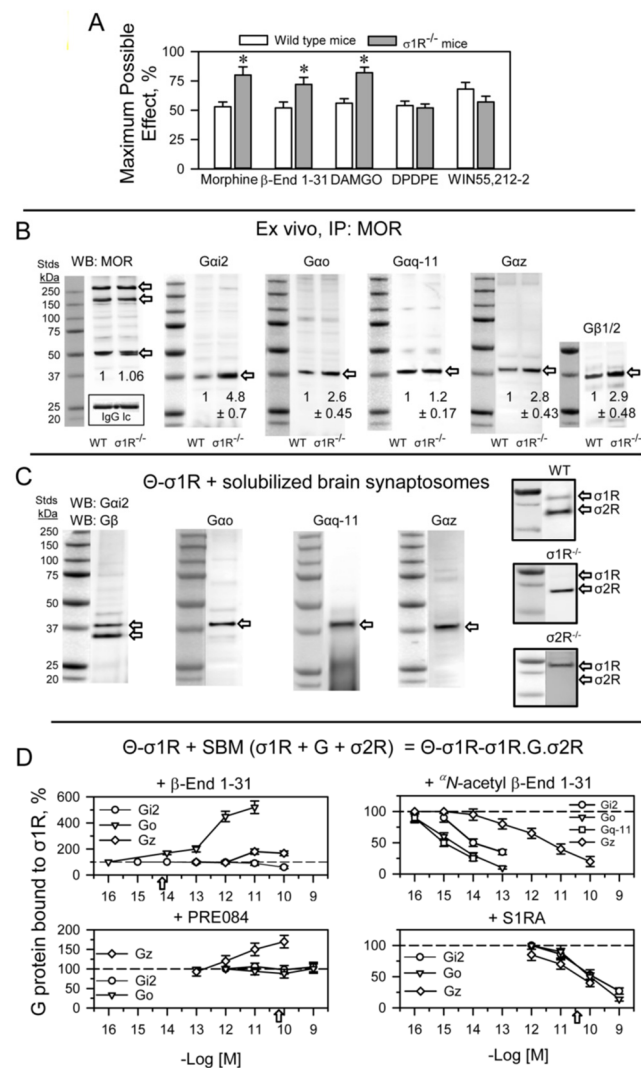 A
Wild type mice
σ1R-/- mice
Maximum Possible
Effect, %
100
75
50
25
0
*
*
*
Morphine
β-End 1-31
DAMGO
DPDPE
WIN55,212-2
B
Ex vivo, IP: MOR
Stds
kDa
WB: MOR
Gαi2
Gαo
Gαq-11
Gαz
Gβ1/2
250
150
100
75
50
37
25
20
1 1.06
IgG lc
1 4.8
± 0.7
1 2.6
± 0.45
1 1.2
± 0.17
1 2.8
± 0.43
1 2.9
± 0.48
WT σ1R-/-
WT σ1R-/-
WT σ1R-/-
WT σ1R-/-
WT σ1R-/-
WT σ1R-/-
C
Θ-σ1R + solubilized brain synaptosomes
Stds
kDa
WB: Gαi2
WB: Gβ
Gαo
Gαq-11
Gαz
250
150
100
75
50
37
25
20
WT
σ1R
σ2R
σ1R-/-
σ1R
σ2R
σ2R-/-
σ1R
σ2R
D
Θ-σ1R + SBM (σ1R + G + σ2R) = Θ-σ1R-σ1R.G.σ2R
G protein bound to σ1R, %
+ β-End 1-31
600
500
400
300
200
100
0
Gi2
Go
Gz
16 15 14 13 12 11 10 9
+ αN-acetyl β-End 1-31
100
75
50
25
0
Gi2
Go
Gq-11
Gz
16 15 14 13 12 11 10 9
+ PRE084
200
150
100
50
0
Gz
Gi2
Go
16 15 14 13 12 11 10 9
-Log [M]
+ S1RA
100
75
50
25
0
Gi2
Go
Gz
16 15 14 13 12 11 10 9
-Log [M]